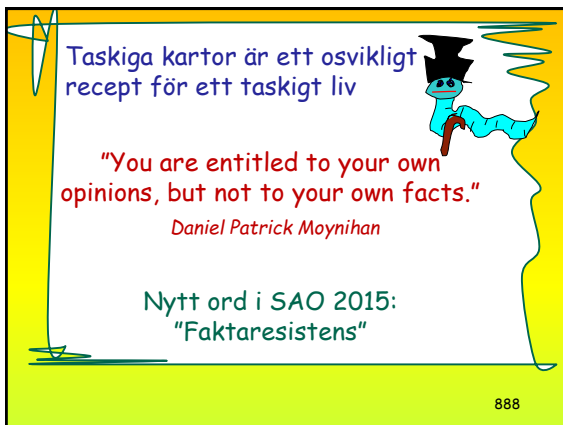 Taskiga kartor är ett osvikligt
recept för ett taskigt liv
"You are entitled to your own
opinions, but not to your own facts."
Daniel Patrick Moynihan
Nytt ord i SAO 2015:
"Faktaresistens"
888